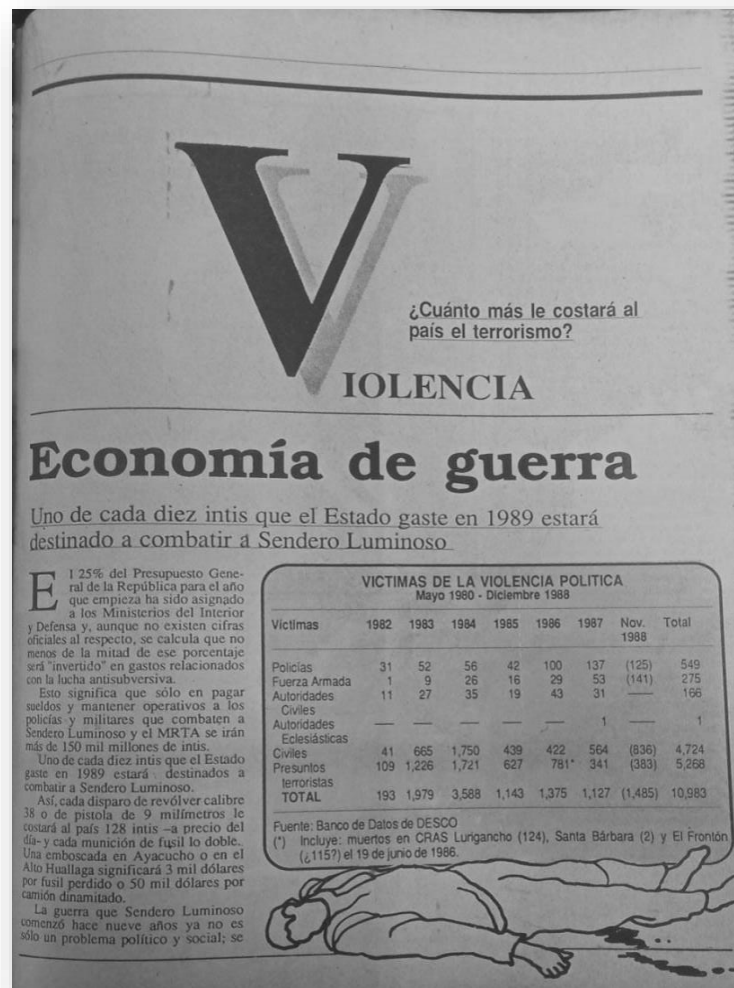 ¿Cuánto más le costará al
país el terrorismo?
VIOLENCIA
Economía de guerra
Uno de cada diez intis que el Estado gaste en 1989 estará
destinado a combatir a Sendero Luminoso
El 25% del Presupuesto Gene-
ral de la República para el año
que empieza ha sido asignado
a los Ministerios del Interior
y Defensa y, aunque no existen cifras
oficiales al respecto, se calcula que no
menos de la mitad de ese porcentaje
será "invertido" en gastos relacionados
con la lucha antisubversiva.
Esto significa que sólo en pagar
sueldos y mantener operativos a los
policías y militares que combaten a
Sendero Luminoso y el MRTA se irán
más de 150 mil millones de intis.
Uno de cada diez intis que el Estado
gaste en 1989 estará destinados a
combatir a Sendero Luminoso.
Así, cada disparo de revólver calibre
38 o de pistola de 9 milímetros le
costará al país 128 intis –a precio del
día- y cada munición de fusil lo doble.
Una emboscada en Ayacucho o en el
Alto Huallaga significará 3 mil dólares
por fusil perdido o 50 mil dólares por
camión dinamitado.
La guerra que Sendero Luminoso
comenzó hace nueve años ya no es
sólo un problema político y social; se
VICTIMAS DE LA VIOLENCIA POLITICA
Mayo 1980 - Diciembre 1988
Víctimas 1982 1983 1984 1985 1986 1987 Nov. 1988 Total
Policías 31 52 56 42 100 137 (125) 549
Fuerza Armada 1 9 26 16 29 53 (141) 275
Autoridades 11 27 35 19 43 31 — 166
Civiles
Autoridades — — — — — 1 — 1
Eclesiásticas
Civiles 41 665 1,750 439 422 564 (836) 4,724
Presuntos 109 1,226 1,721 627 781* 341 (383) 5,268
terroristas
TOTAL 193 1,979 3,588 1,143 1,375 1,127 (1,485) 10,983
Fuente: Banco de Datos de DESCO
(*) Incluye: muertos en CRAS Lurigancho (124), Santa Bárbara (2) y El Frontón
(¿115?) el 19 de junio de 1986.